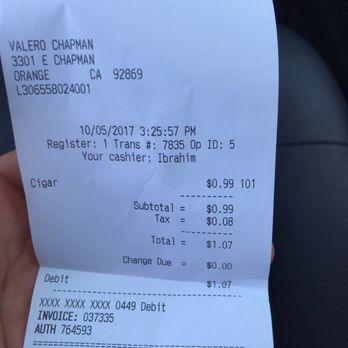 VALERO CHAPMAN
3301 E CHAPMAN
ORANGE CA 92869
L306558024001
10/05/2017 3:25:57 PM
Register: 1 Trans #: 7835 Op ID: 5
Your cashier: Ibrahim
Cigar $0.99 101
Subtotal = $0.99
Tax = $0.08
Total = $1.07
Change Due = $0.00
Debit $1.07
XXXX XXXX XXXX 0449 Debit
INVOICE: 037335
AUTH 764593